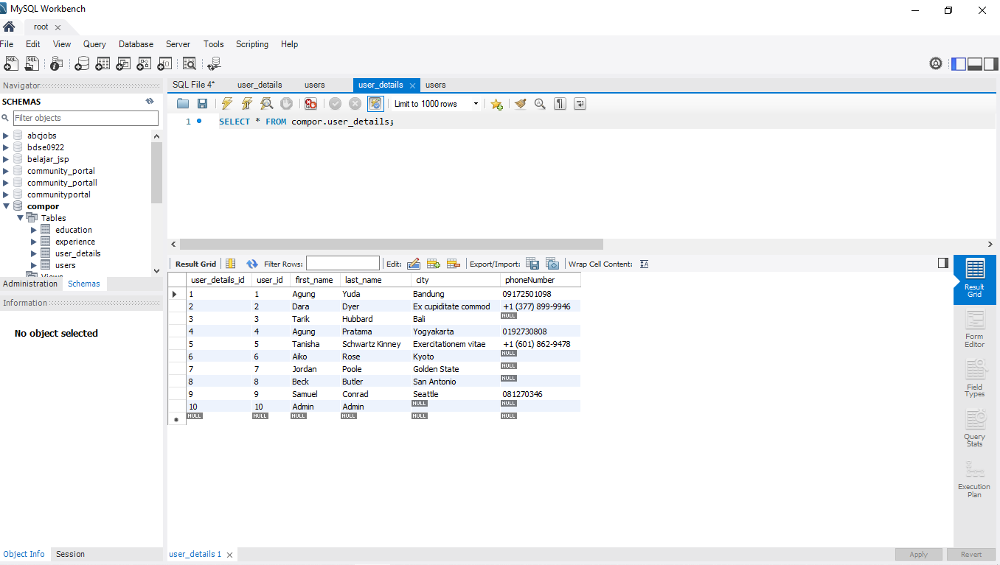 MySQL Workbench
root
File Edit View Query Database Server Tools Scripting Help
Navigator
SQL File 4* user_details users user_details users
SCHEMAS
Limit to 1000 rows
Filter objects
1 SELECT * FROM compor.user_details;
abcjobs
bdse0922
belajar_jsp
community_portal
community_portall
communityportal
compor
Tables
education
experience
user_details
users
Views
Administration Schemas
Information
No object selected
Result Grid Filter Rows: Edit: Export/Import: Wrap Cell Content:
user_details_id user_id first_name last_name city phoneNumber
1 1 Agung Yuda Bandung 09172501098
2 2 Dara Dyer Ex cupiditate commod +1 (377) 899-9946
3 3 Tarik Hubbard Bali NULL
4 4 Agung Pratama Yogyakarta 0192730808
5 5 Tanisha Schwartz Kinney Exercitationem vitae +1 (601) 862-9478
6 6 Aiko Rose Kyoto NULL
7 7 Jordan Poole Golden State NULL
8 8 Beck Butler San Antonio NULL
9 9 Samuel Conrad Seattle 081270346
10 10 Admin Admin NULL NULL
NULL NULL NULL NULL NULL NULL
Result
Grid
Form
Editor
Field
Types
Query
Stats
Execution
Plan
Object Info Session
user_details 1
Apply Revert